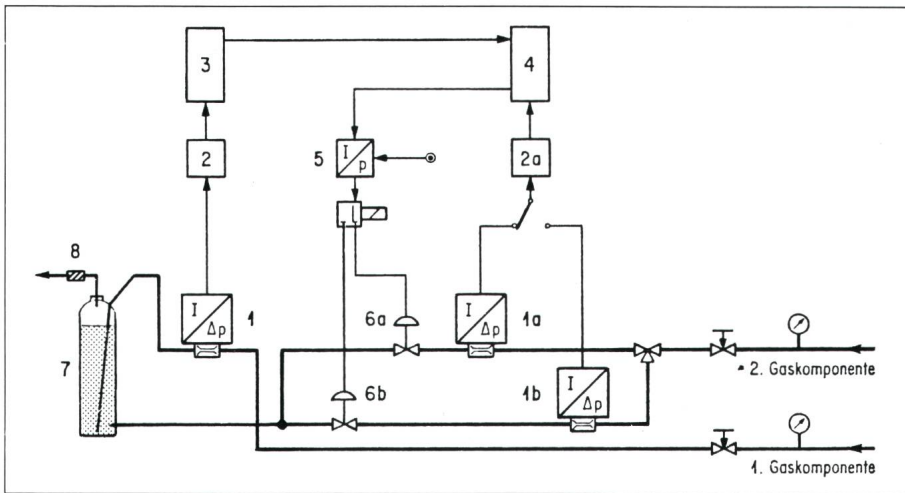 3
4
2
5
I
p
2a
8
I
Δp
1
6a
I
Δp
1a
7
6b
1b
I
Δp
2. Gaskomponente
1. Gaskomponente